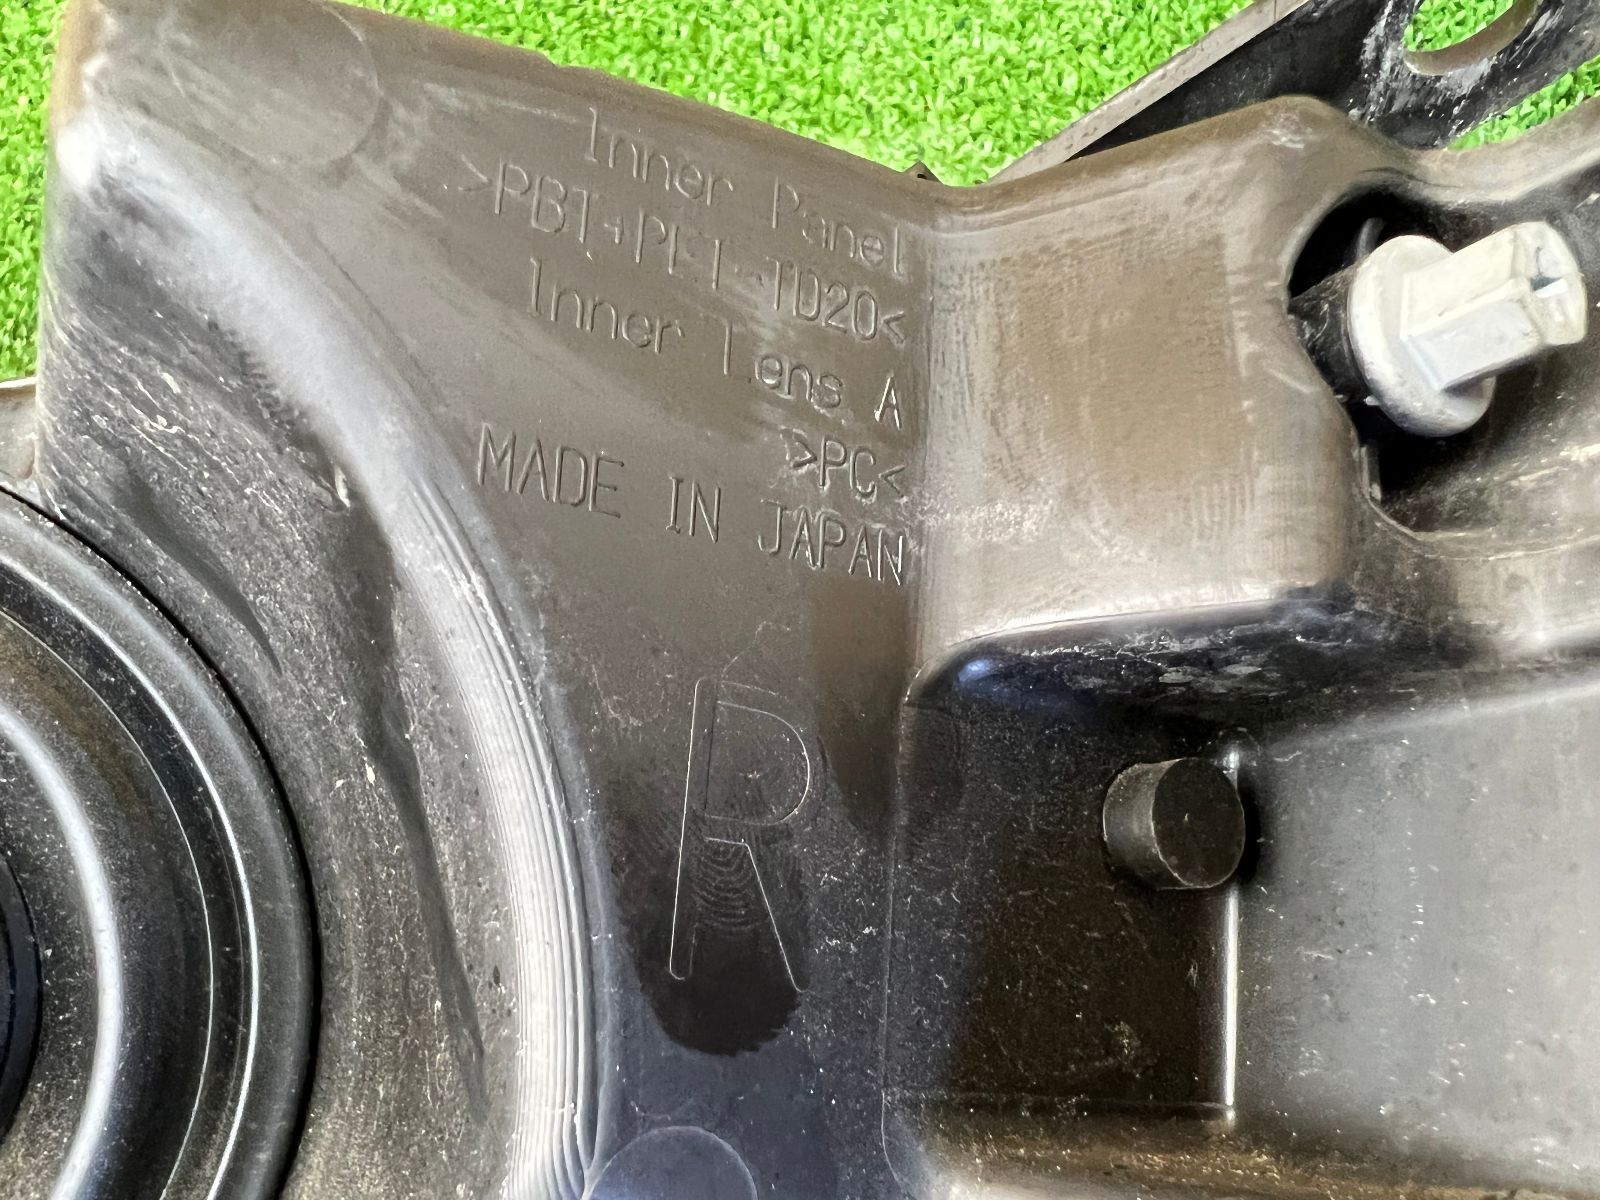 Inner Panel
>PBT+PET-TD20<
Inner Lens A
>PC<
MADE IN JAPAN
R